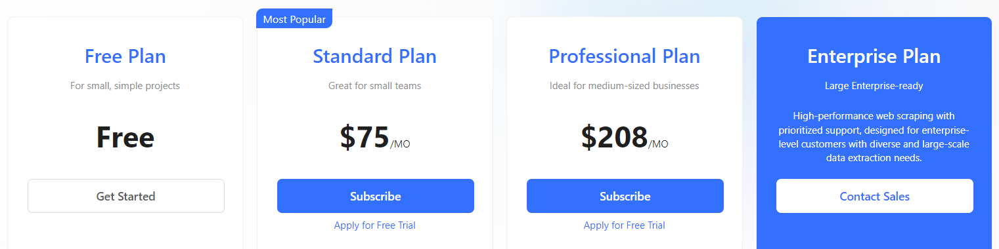 Most Popular
Free Plan
For small, simple projects
Free
Get Started
Standard Plan
Great for small teams
$75/MO
Subscribe
Apply for Free Trial
Professional Plan
Ideal for medium-sized businesses
$208/MO
Subscribe
Apply for Free Trial
Enterprise Plan
Large Enterprise-ready
High-performance web scraping with
prioritized support, designed for enterprise-
level customers with diverse and large-scale
data extraction needs.
Contact Sales